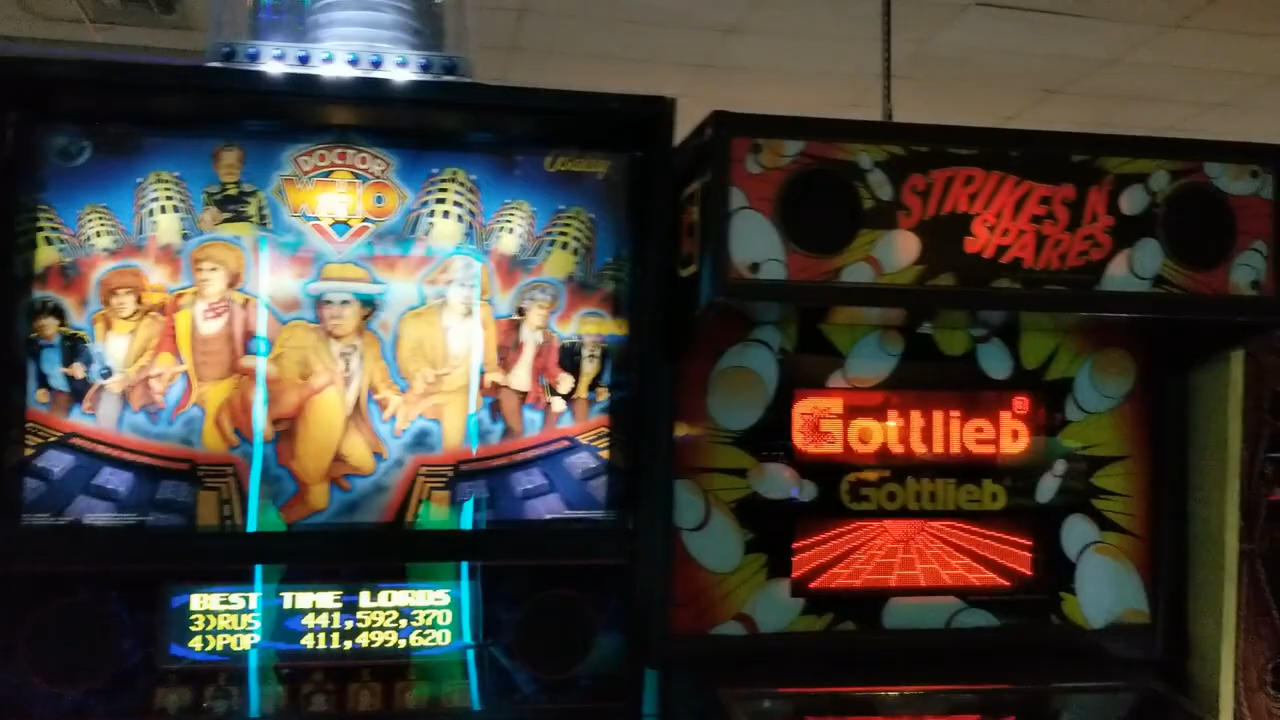 DOCTOR
WHO
BEST TIME LORDS
3)RUS 441,592,370
4)POP 411,499,620
STRIKES N'
SPARES
Gottlieb®
Gottlieb